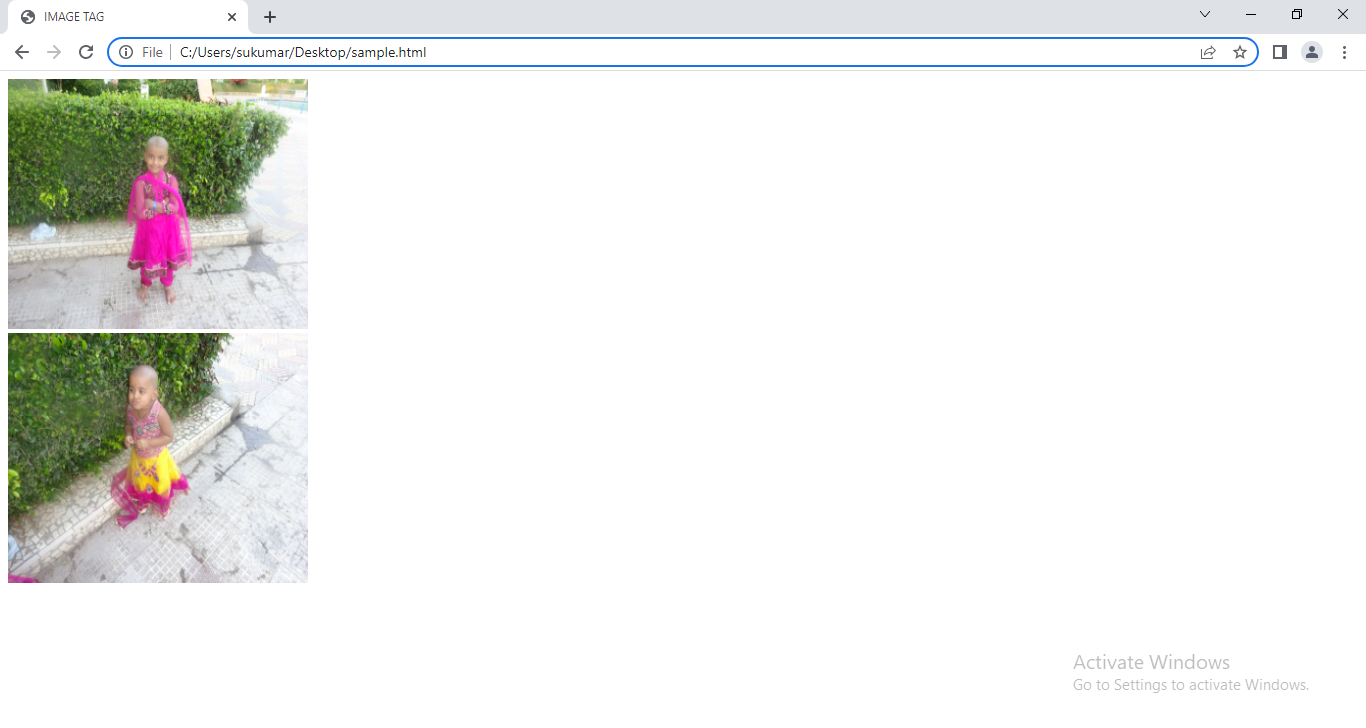 IMAGE TAG
File
C:/Users/sukumar/Desktop/sample.html
Activate Windows
Go to Settings to activate Windows.